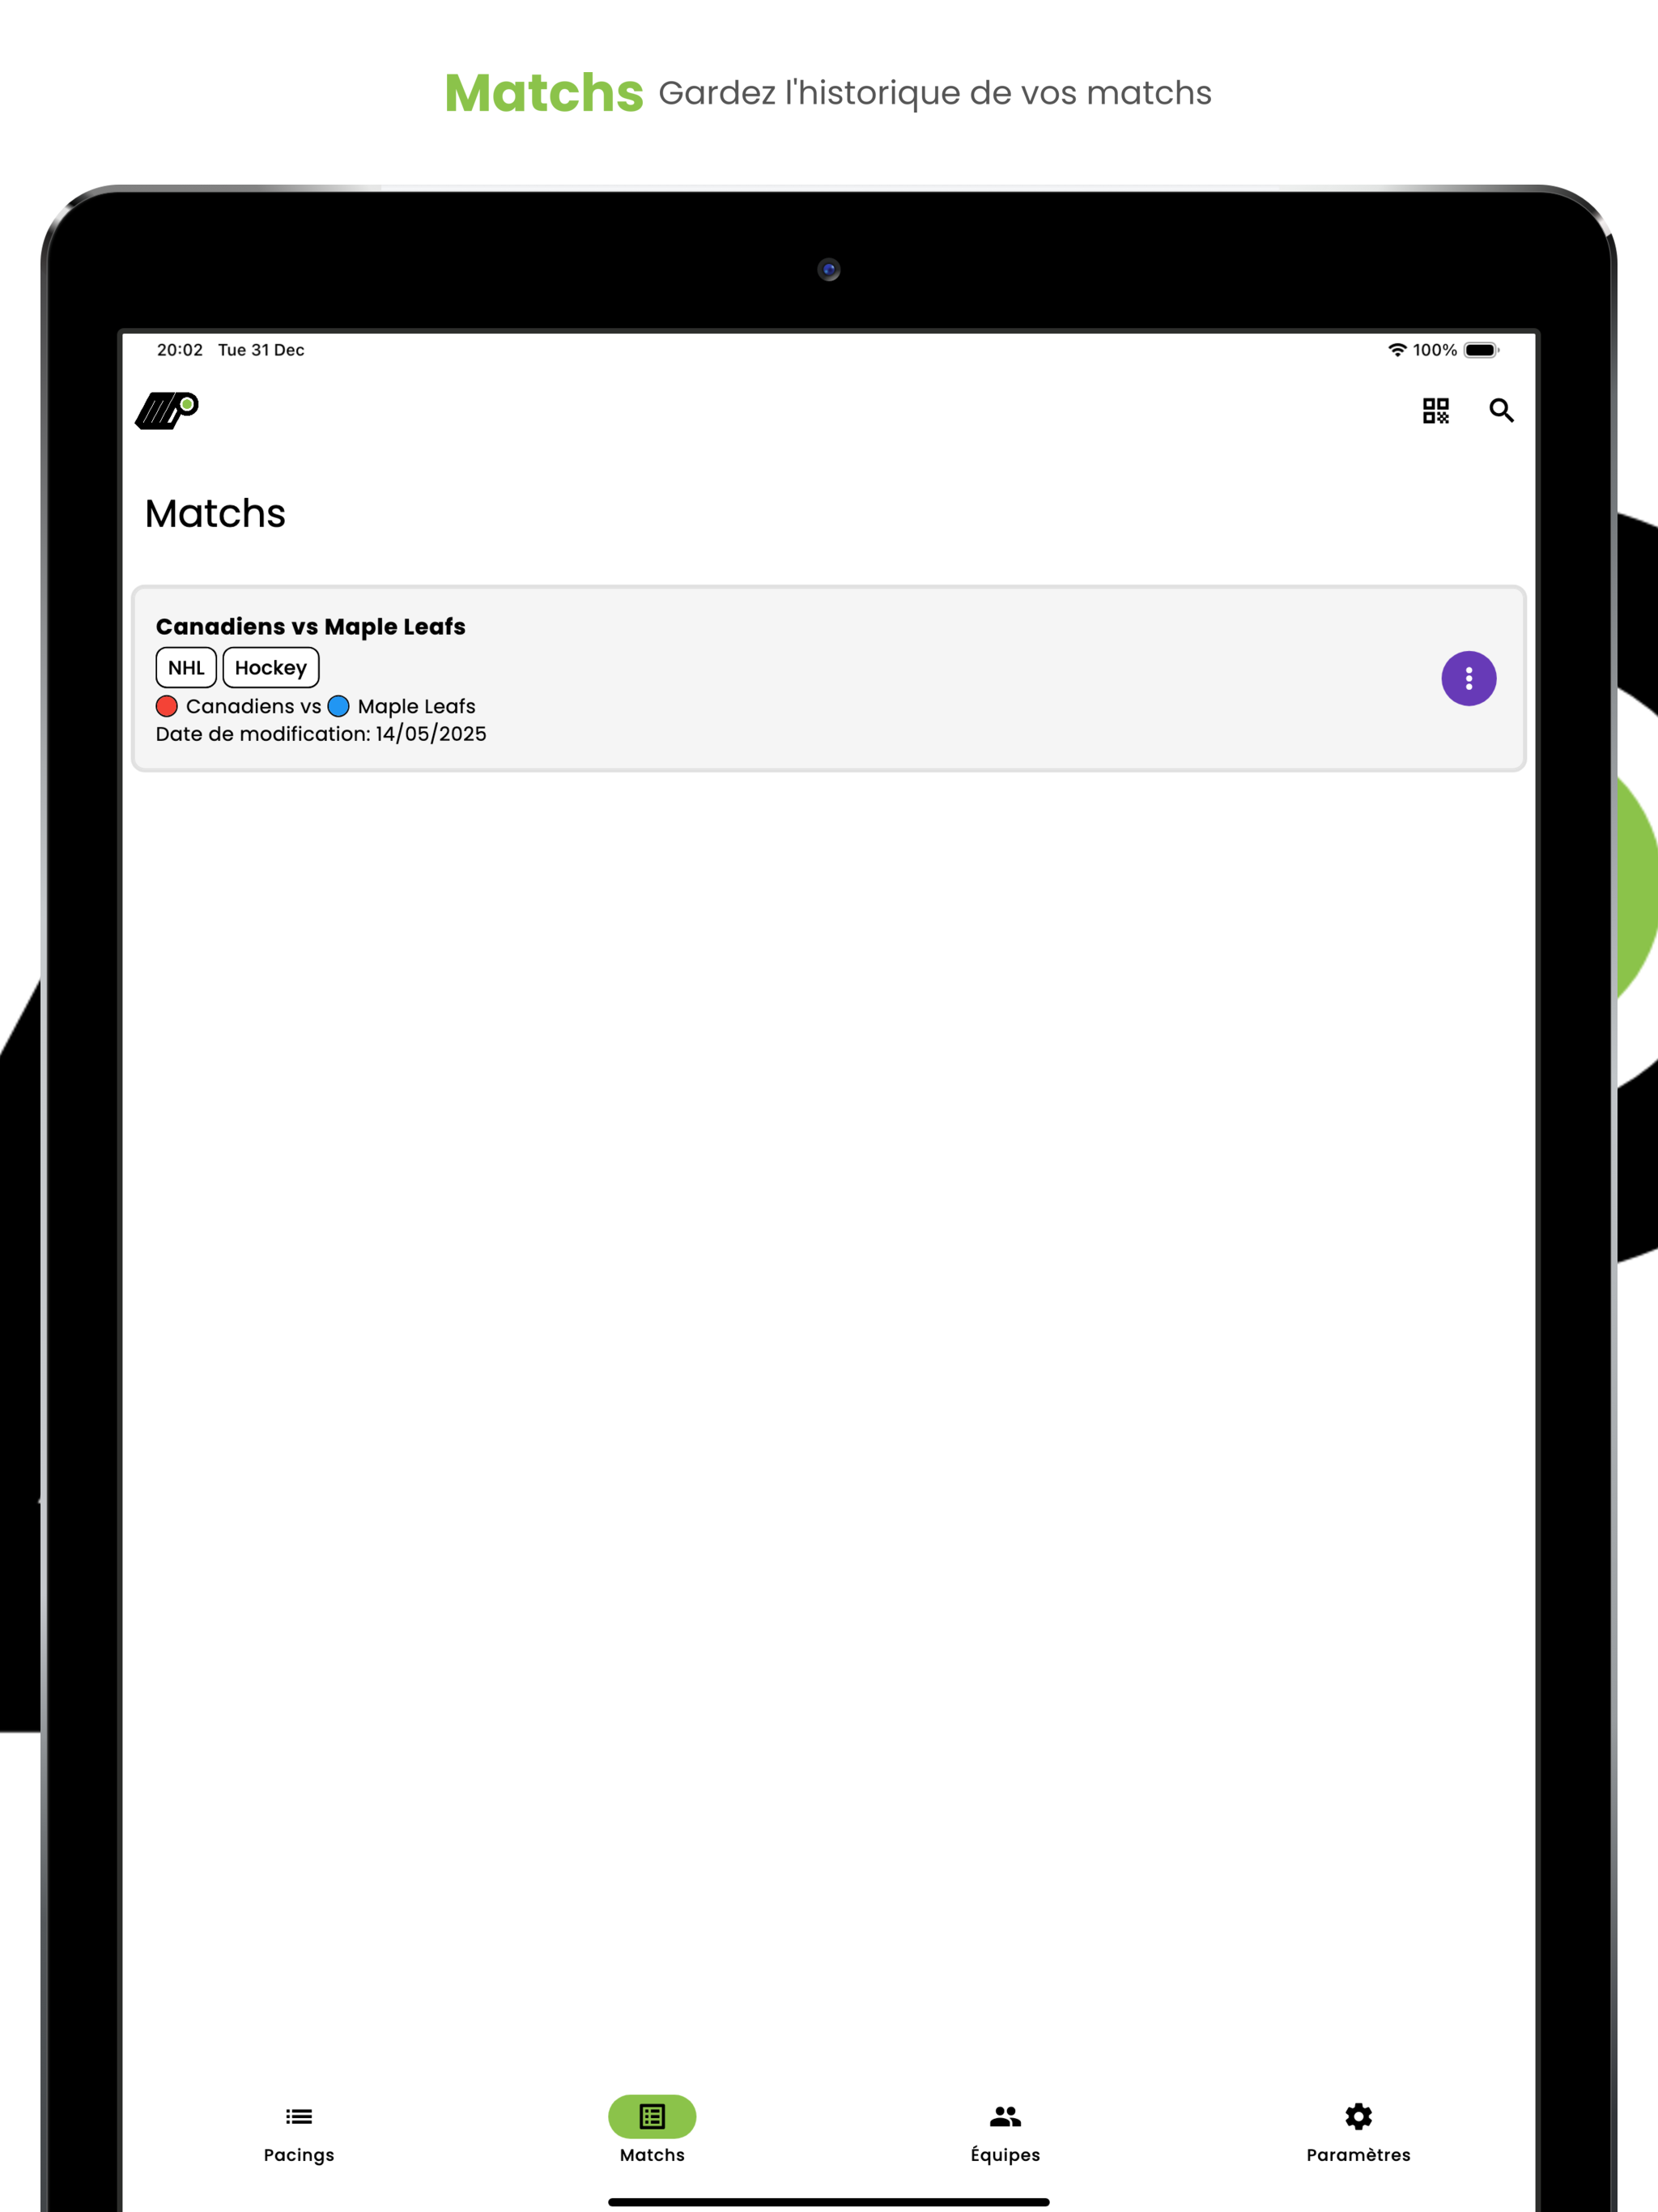 Matchs Gardez l'historique de vos matchs
20:02 Tue 31 Dec 100%
Matchs
Canadiens vs Maple Leafs
NHL Hockey
Canadiens vs Maple Leafs
Date de modification: 14/05/2025
Pacings Matchs Équipes Paramètres